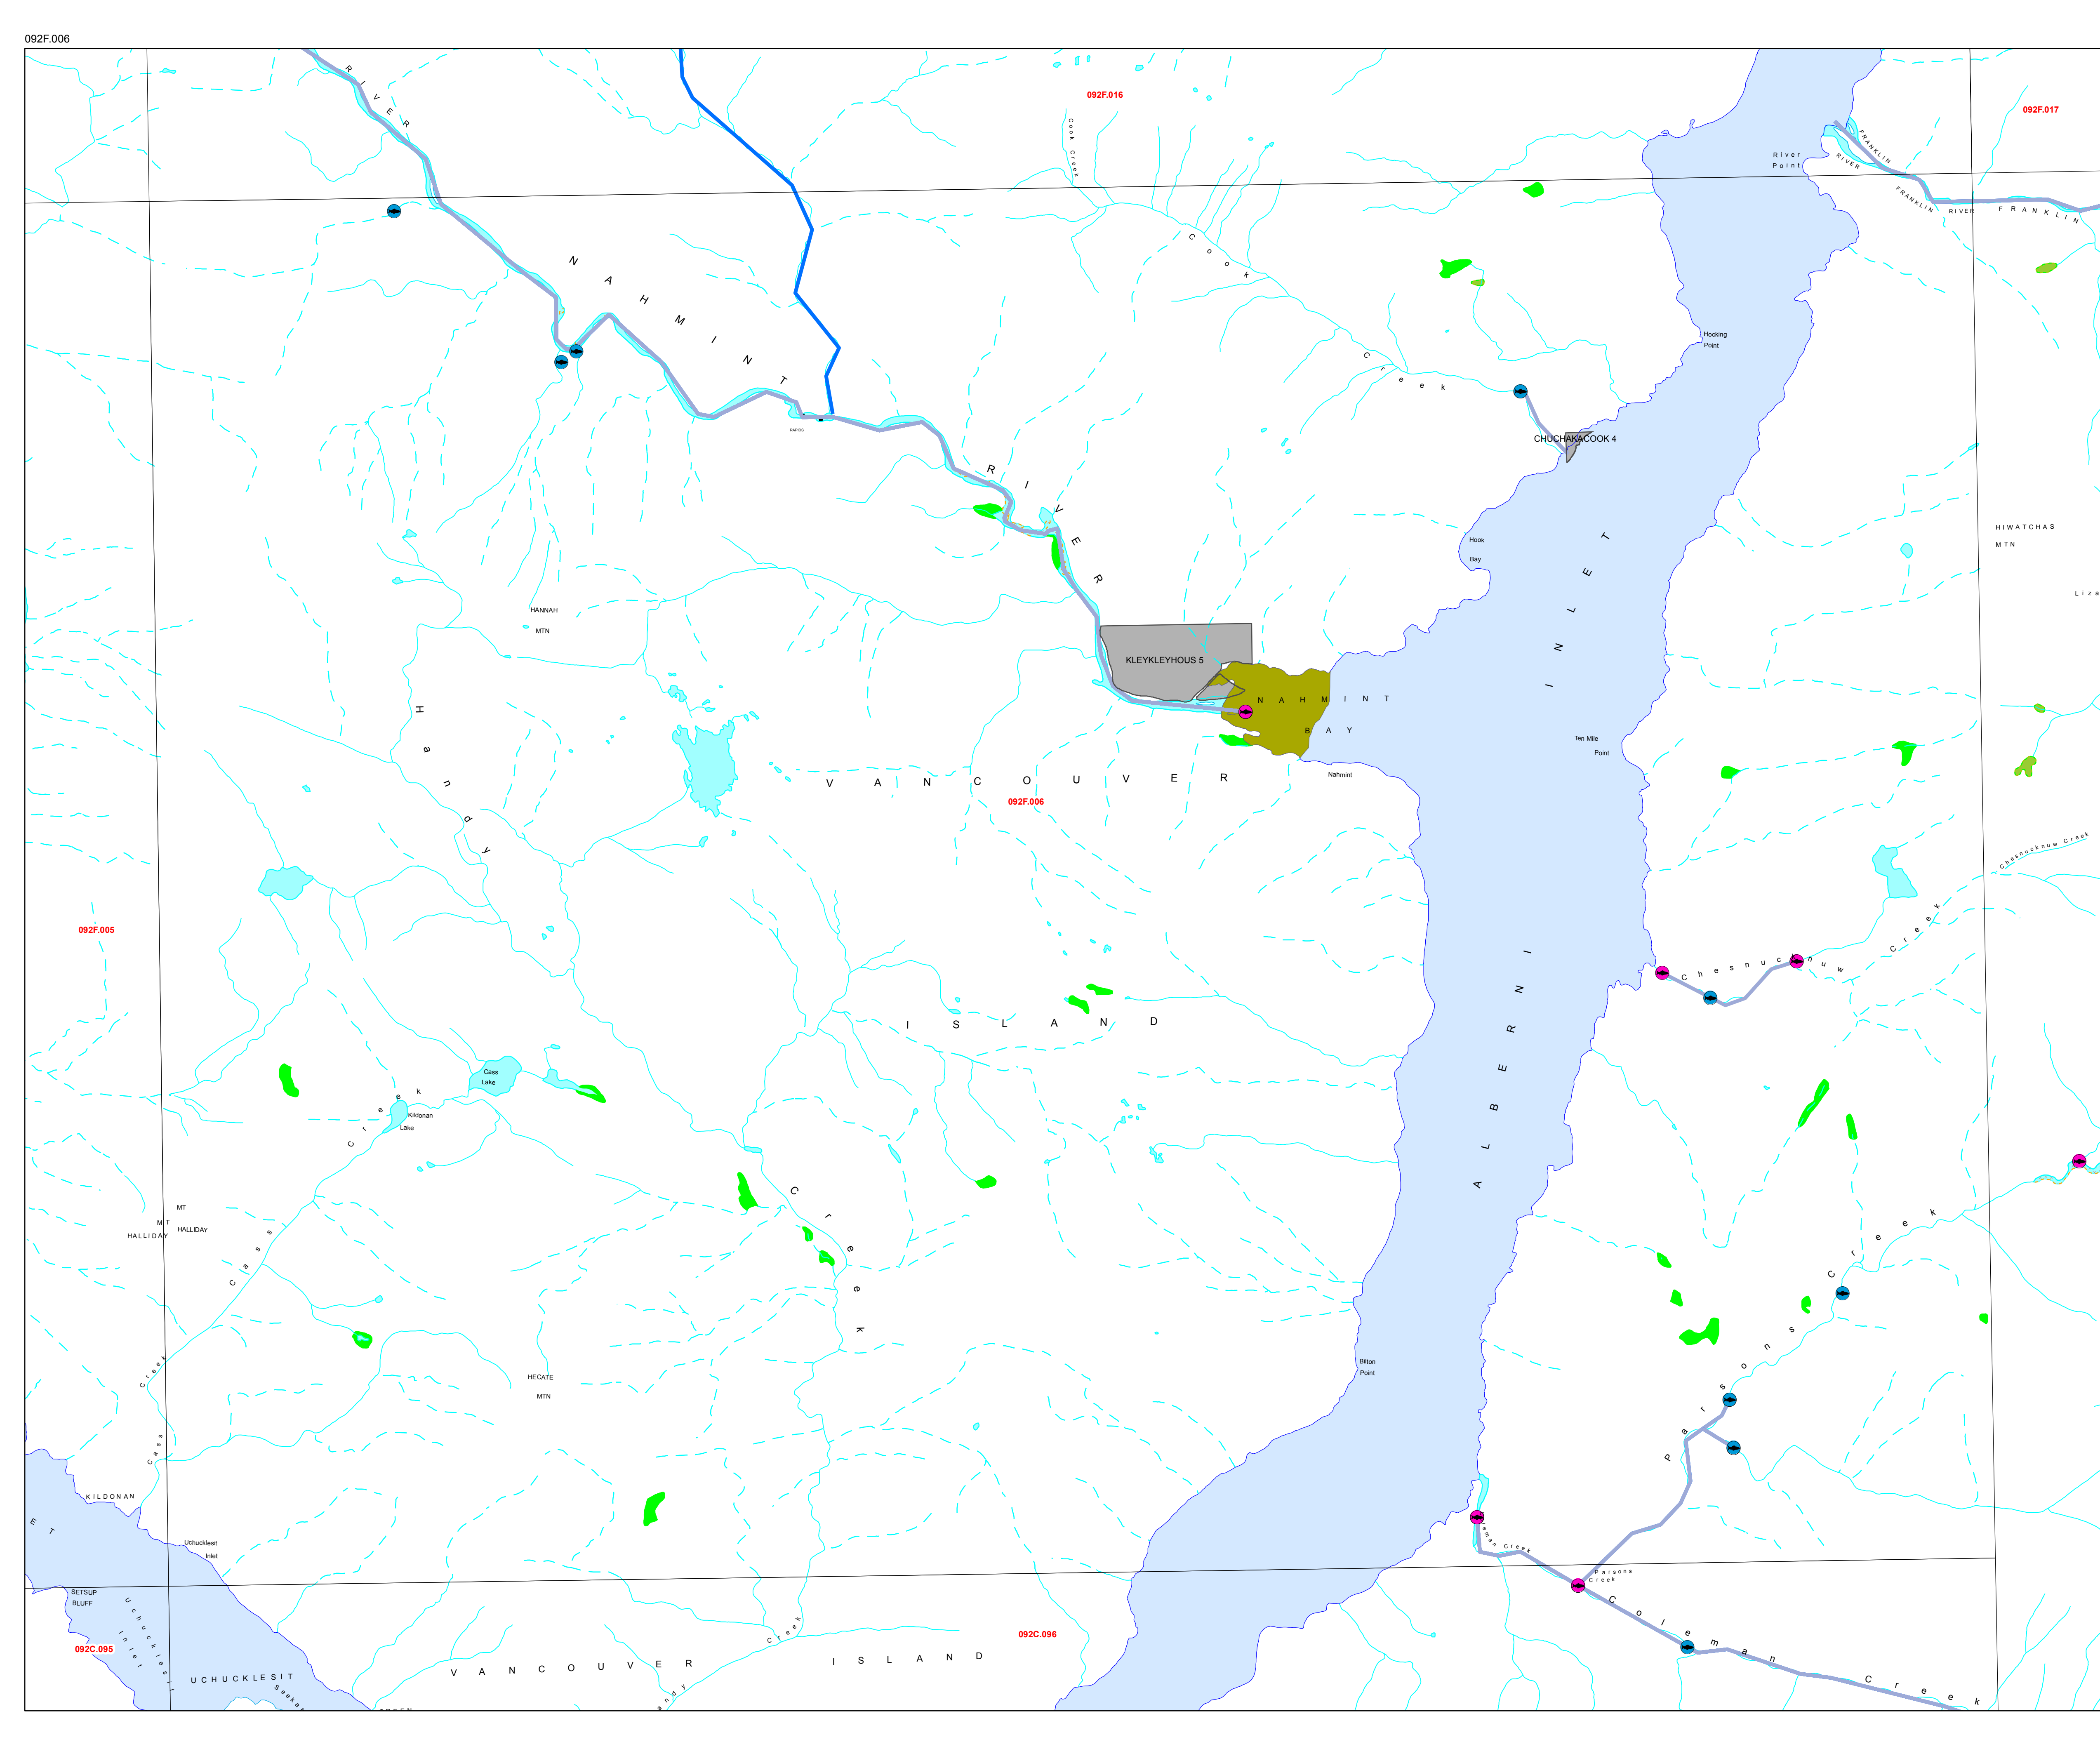 092F.006
RIVER
092F.016
Cook Creek
River
Point
FRANKLIN
RIVER
092F.017
FRANKLIN
RIVER
FRANKLIN
NAHMINT
Cook
Hocking
Point
Creek
RAPIDS
CHUCHAKACOOK 4
RIVER
Hook
Bay
HIWATCHAS
MTN
HANNAH
MTN
KLEYKLEYHOUS 5
NAHMINT
BAY
Handy
Ten Mile
Point
Nahmint
VANCOUVER
092F.006
ALBERNI INLET
Chesnucknuw Creek
092F.005
Chesnucknuw
Creek
ISLAND
Cass
Lake
Kildonan
Lake
Creek
Cass
MT
HALLIDAY
MT
HALLIDAY
Creek
Parsons Creek
Bilton
Point
HECATE
MTN
Creek
Cass
KILDONAN
ET
Uchucklesit
Inlet
Creek
Parsons
Creek
SETSUP
BLUFF
Uchucklesit
Inlet
092C.095
UCHUCKLESIT
Creek
092C.096
VANCOUVER ISLAND
Coleman Creek